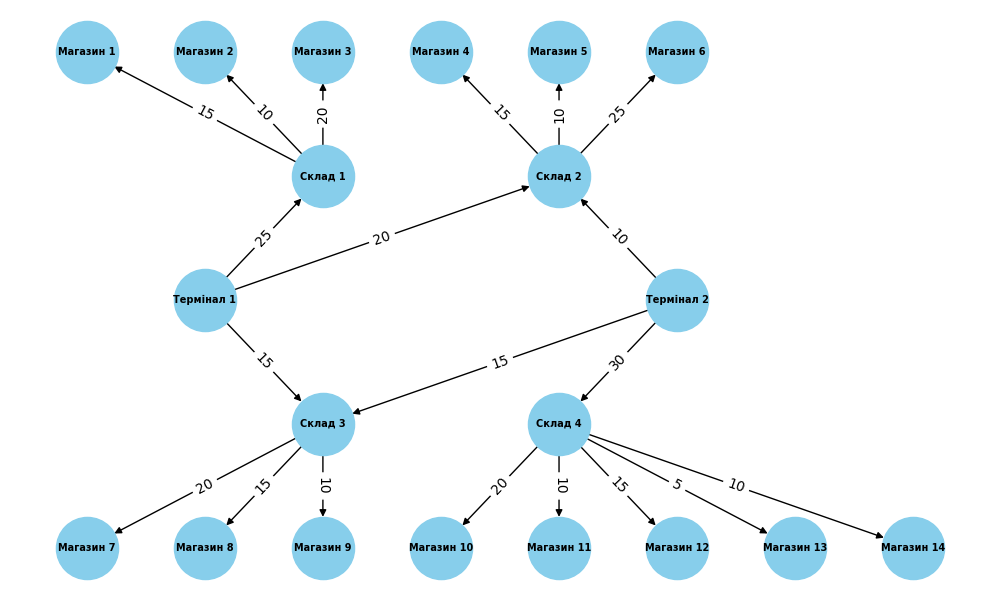 Магазин 1
Магазин 2
Магазин 3
Магазин 4
Магазин 5
Магазин 6
15
10
20
15
10
25
Склад 1
Склад 2
25
20
10
Термінал 1
Термінал 2
15
15
30
Склад 3
Склад 4
20
15
10
20
10
15
5
10
Магазин 7
Магазин 8
Магазин 9
Магазин 10
Магазин 11
Магазин 12
Магазин 13
Магазин 14